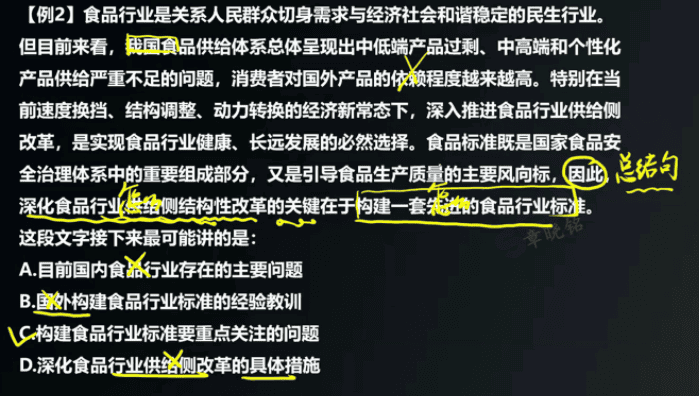 【例2】食品行业是关系人民群众切身需求与经济社会和谐稳定的民生行业。
但目前来看，我国食品供给体系总体呈现出中低端产品过剩、中高端和个性化
产品供给严重不足的问题，消费者对国外产品的依赖程度越来越高。特别在当
前速度换挡、结构调整、动力转换的经济新常态下，深入推进食品行业供给侧
改革，是实现食品行业健康、长远发展的必然选择。食品标准既是国家食品安
全治理体系中的重要组成部分，又是引导食品生产质量的主要风向标，因此，
总结句
深化食品行业供给侧结构性改革的关键在于构建一套先进的食品行业标准。
这段文字接下来最可能讲的是：
A.目前国内食品行业存在的主要问题
B.国外构建食品行业标准的经验教训
C.构建食品行业标准要重点关注的问题
D.深化食品行业供给侧改革的具体措施